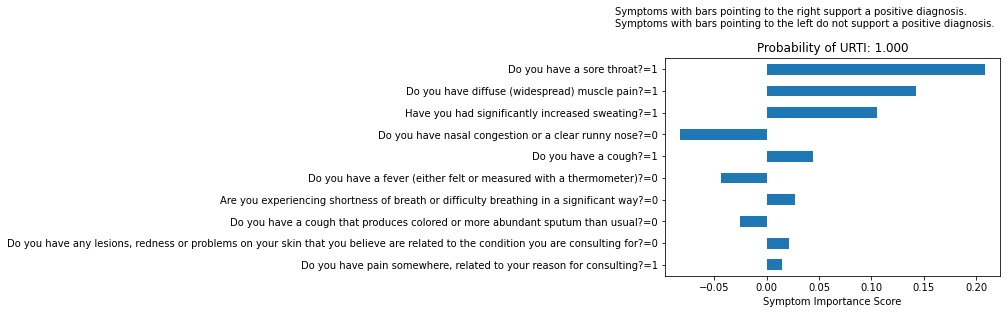 Symptoms with bars pointing to the right support a positive diagnosis.
Symptoms with bars pointing to the left do not support a positive diagnosis.
Probability of URTI: 1.000
Do you have a sore throat?=1
Do you have diffuse (widespread) muscle pain?=1
Have you had significantly increased sweating?=1
Do you have nasal congestion or a clear runny nose?=0
Do you have a cough?=1
Do you have a fever (either felt or measured with a thermometer)?=0
Are you experiencing shortness of breath or difficulty breathing in a significant way?=0
Do you have a cough that produces colored or more abundant sputum than usual?=0
Do you have any lesions, redness or problems on your skin that you believe are related to the condition you are consulting for?=0
Do you have pain somewhere, related to your reason for consulting?=1
−0.05 0.00 0.05 0.10 0.15 0.20
Symptom Importance Score